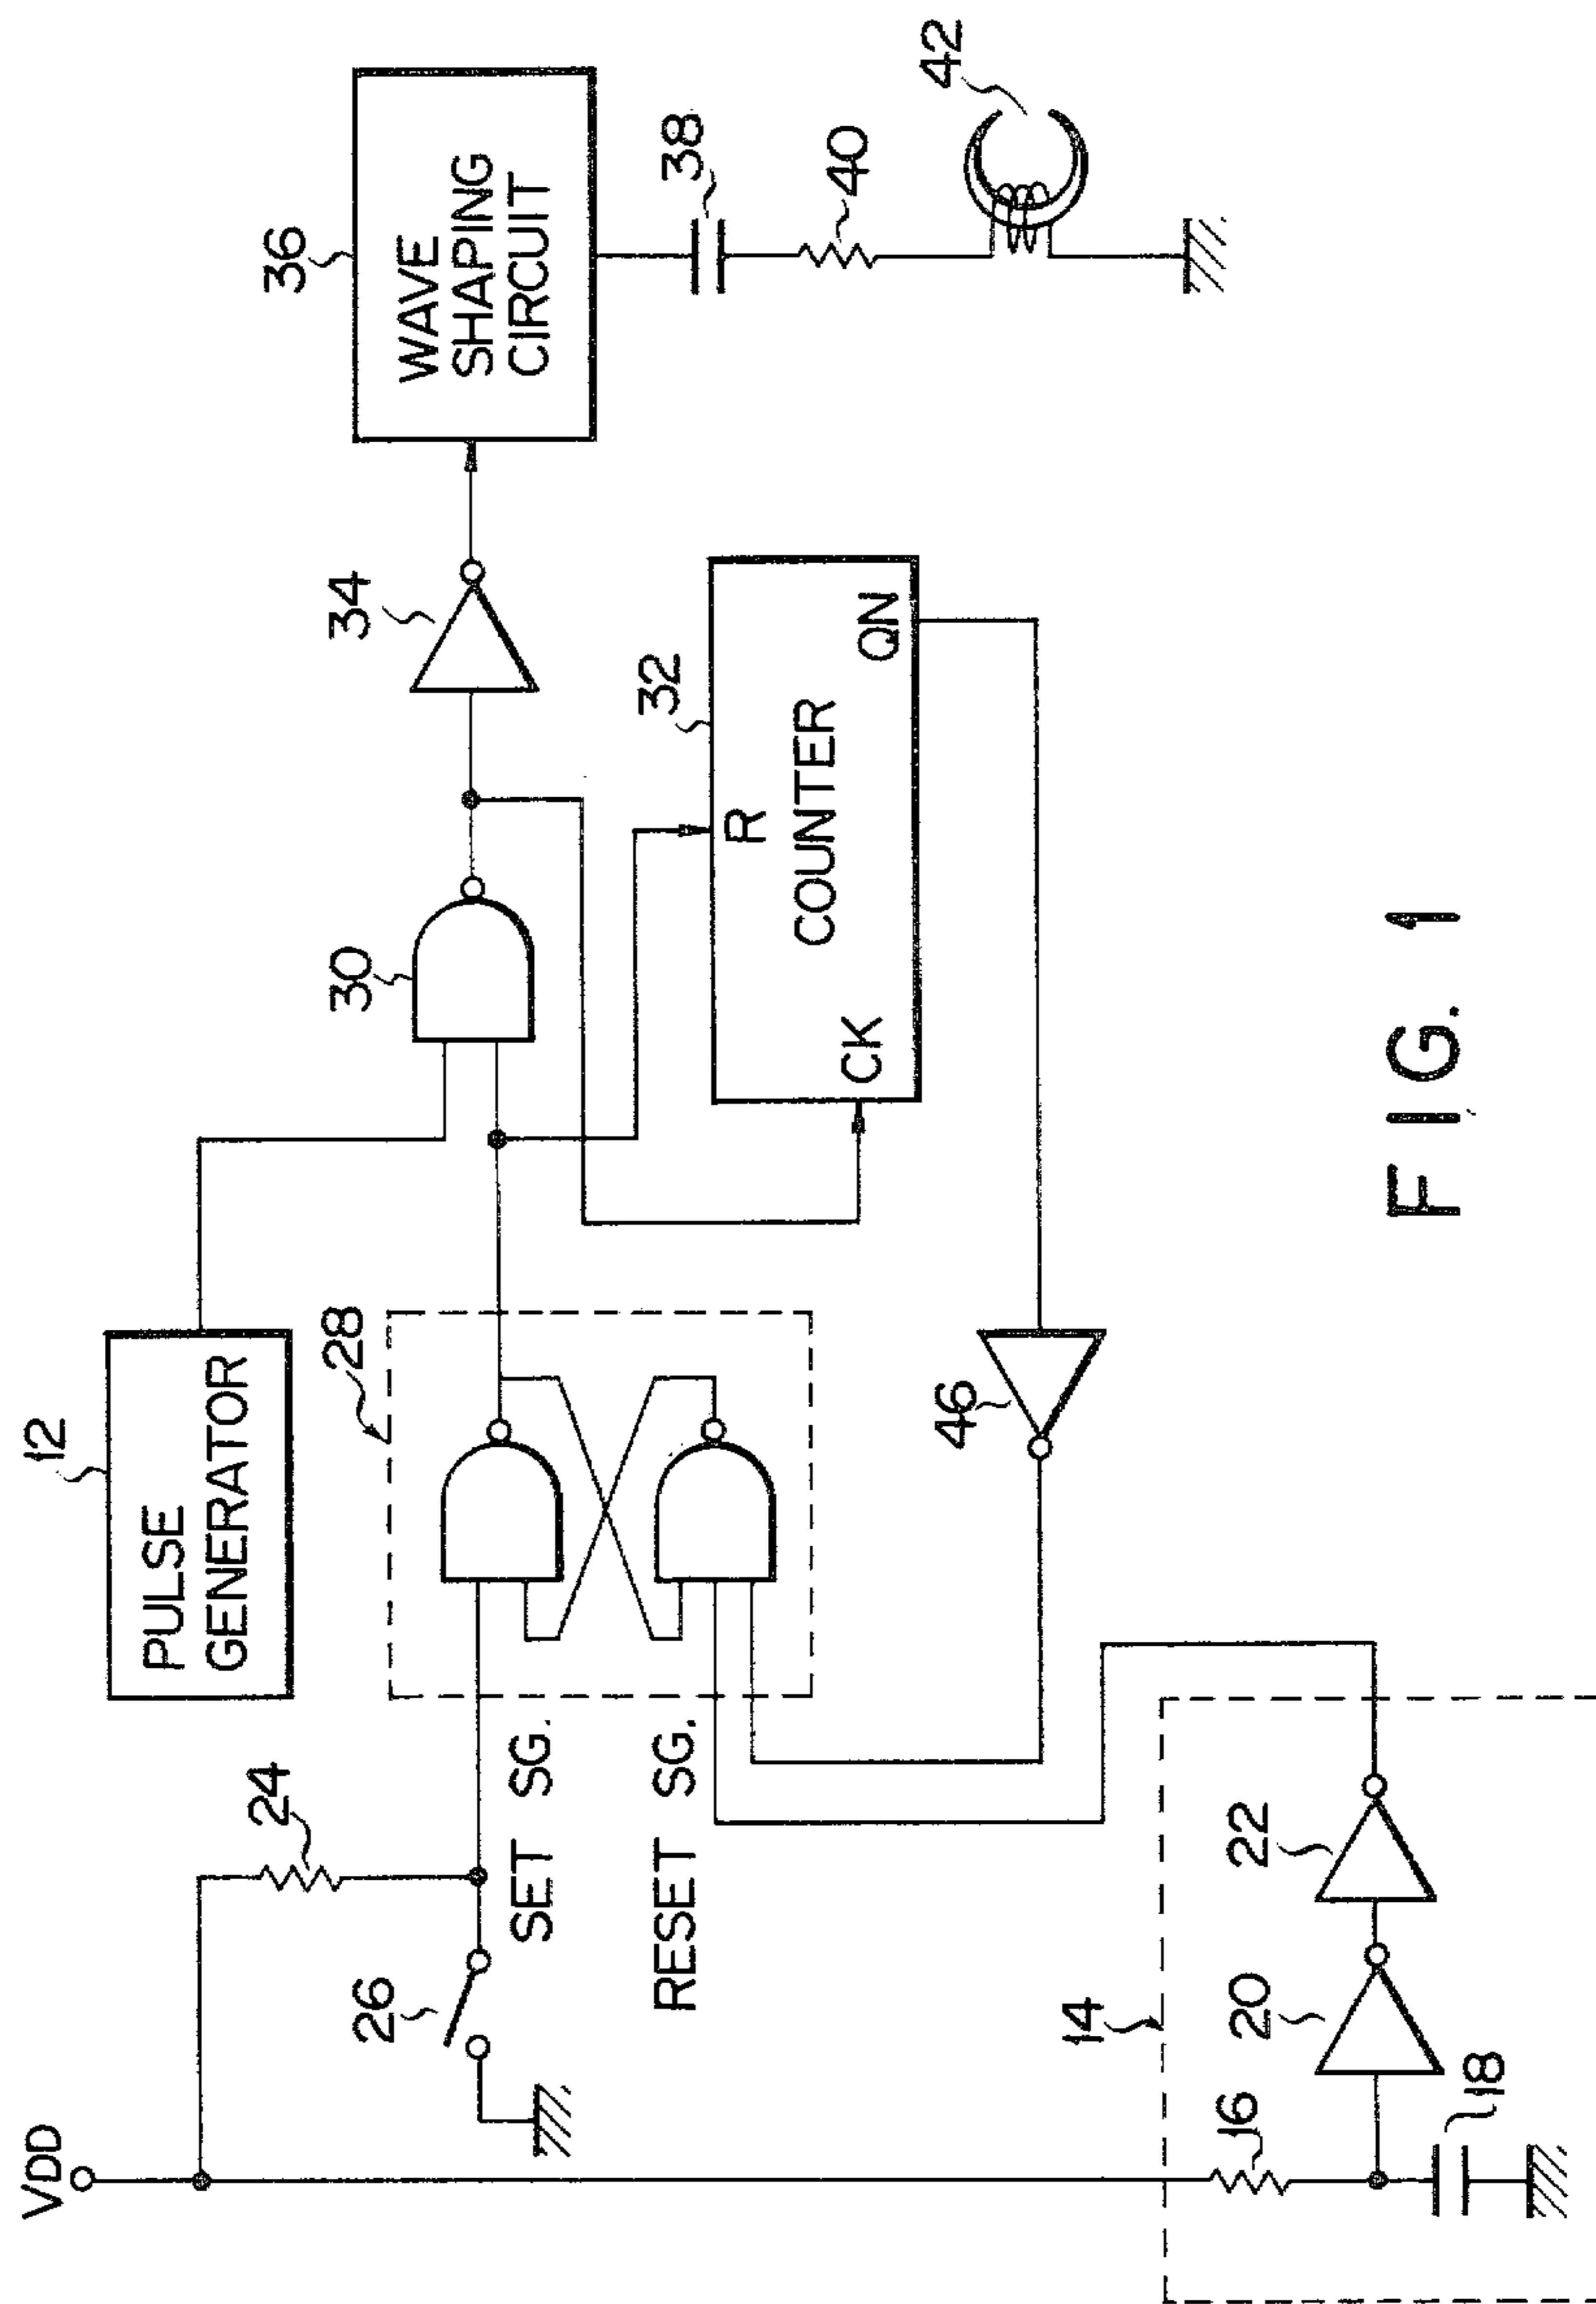 VDD
12
PULSE
GENERATOR
24
26
SET SG.
RESET SG.
28
30
34
36
WAVE
SHAPING
CIRCUIT
38
40
42
32
R
COUNTER
CK
QN
46
14
16
18
20
22
FIG. 1